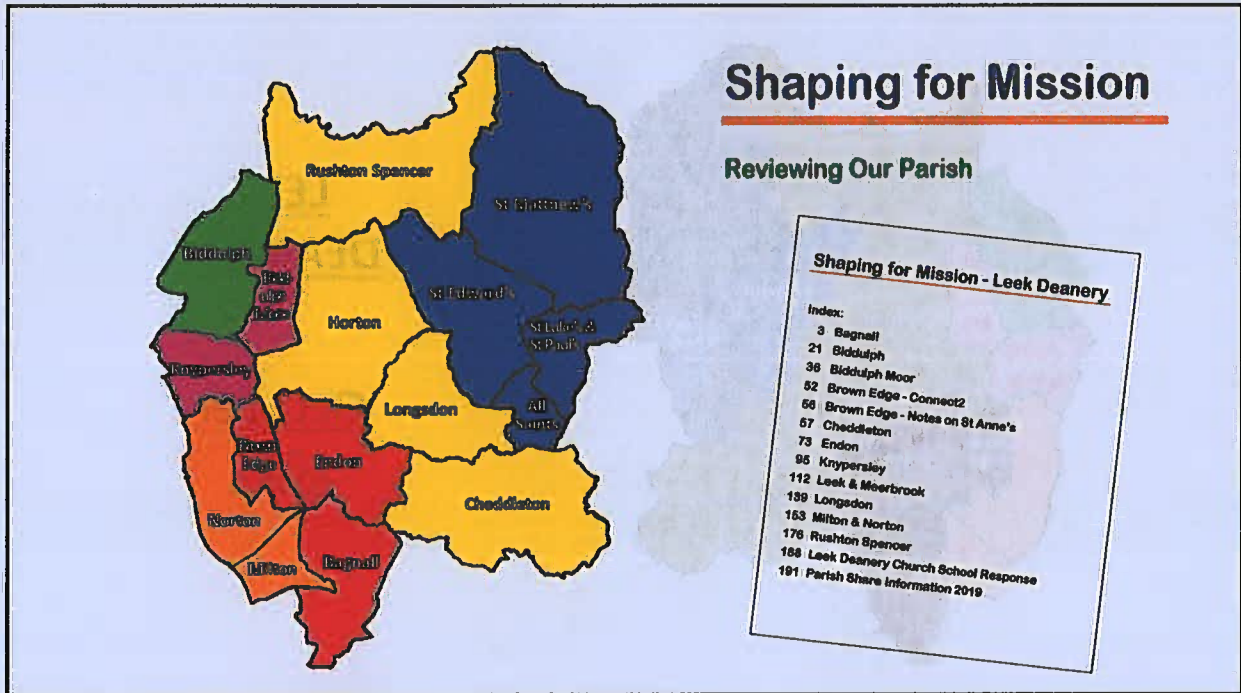 Shaping for Mission
Reviewing Our Parish
Rushton Spencer
St Matthew's
Biddulph
St Edward's
Horton
St Luke's &
St Paul's
Knypersley
Longsdon
All
Saints
Brown
Edge
Endon
Cheddleton
Norton
Milton
Bagnall
Shaping for Mission - Leek Deanery
Index:
3 Bagnall
21 Biddulph
36 Biddulph Moor
52 Brown Edge - Connect2
56 Brown Edge - Notes on St Anne's
57 Cheddleton
73 Endon
95 Knypersley
112 Leek & Meerbrook
139 Longsdon
153 Milton & Norton
176 Rushton Spencer
188 Leek Deanery Church School Response
191 Parish Share Information 2019